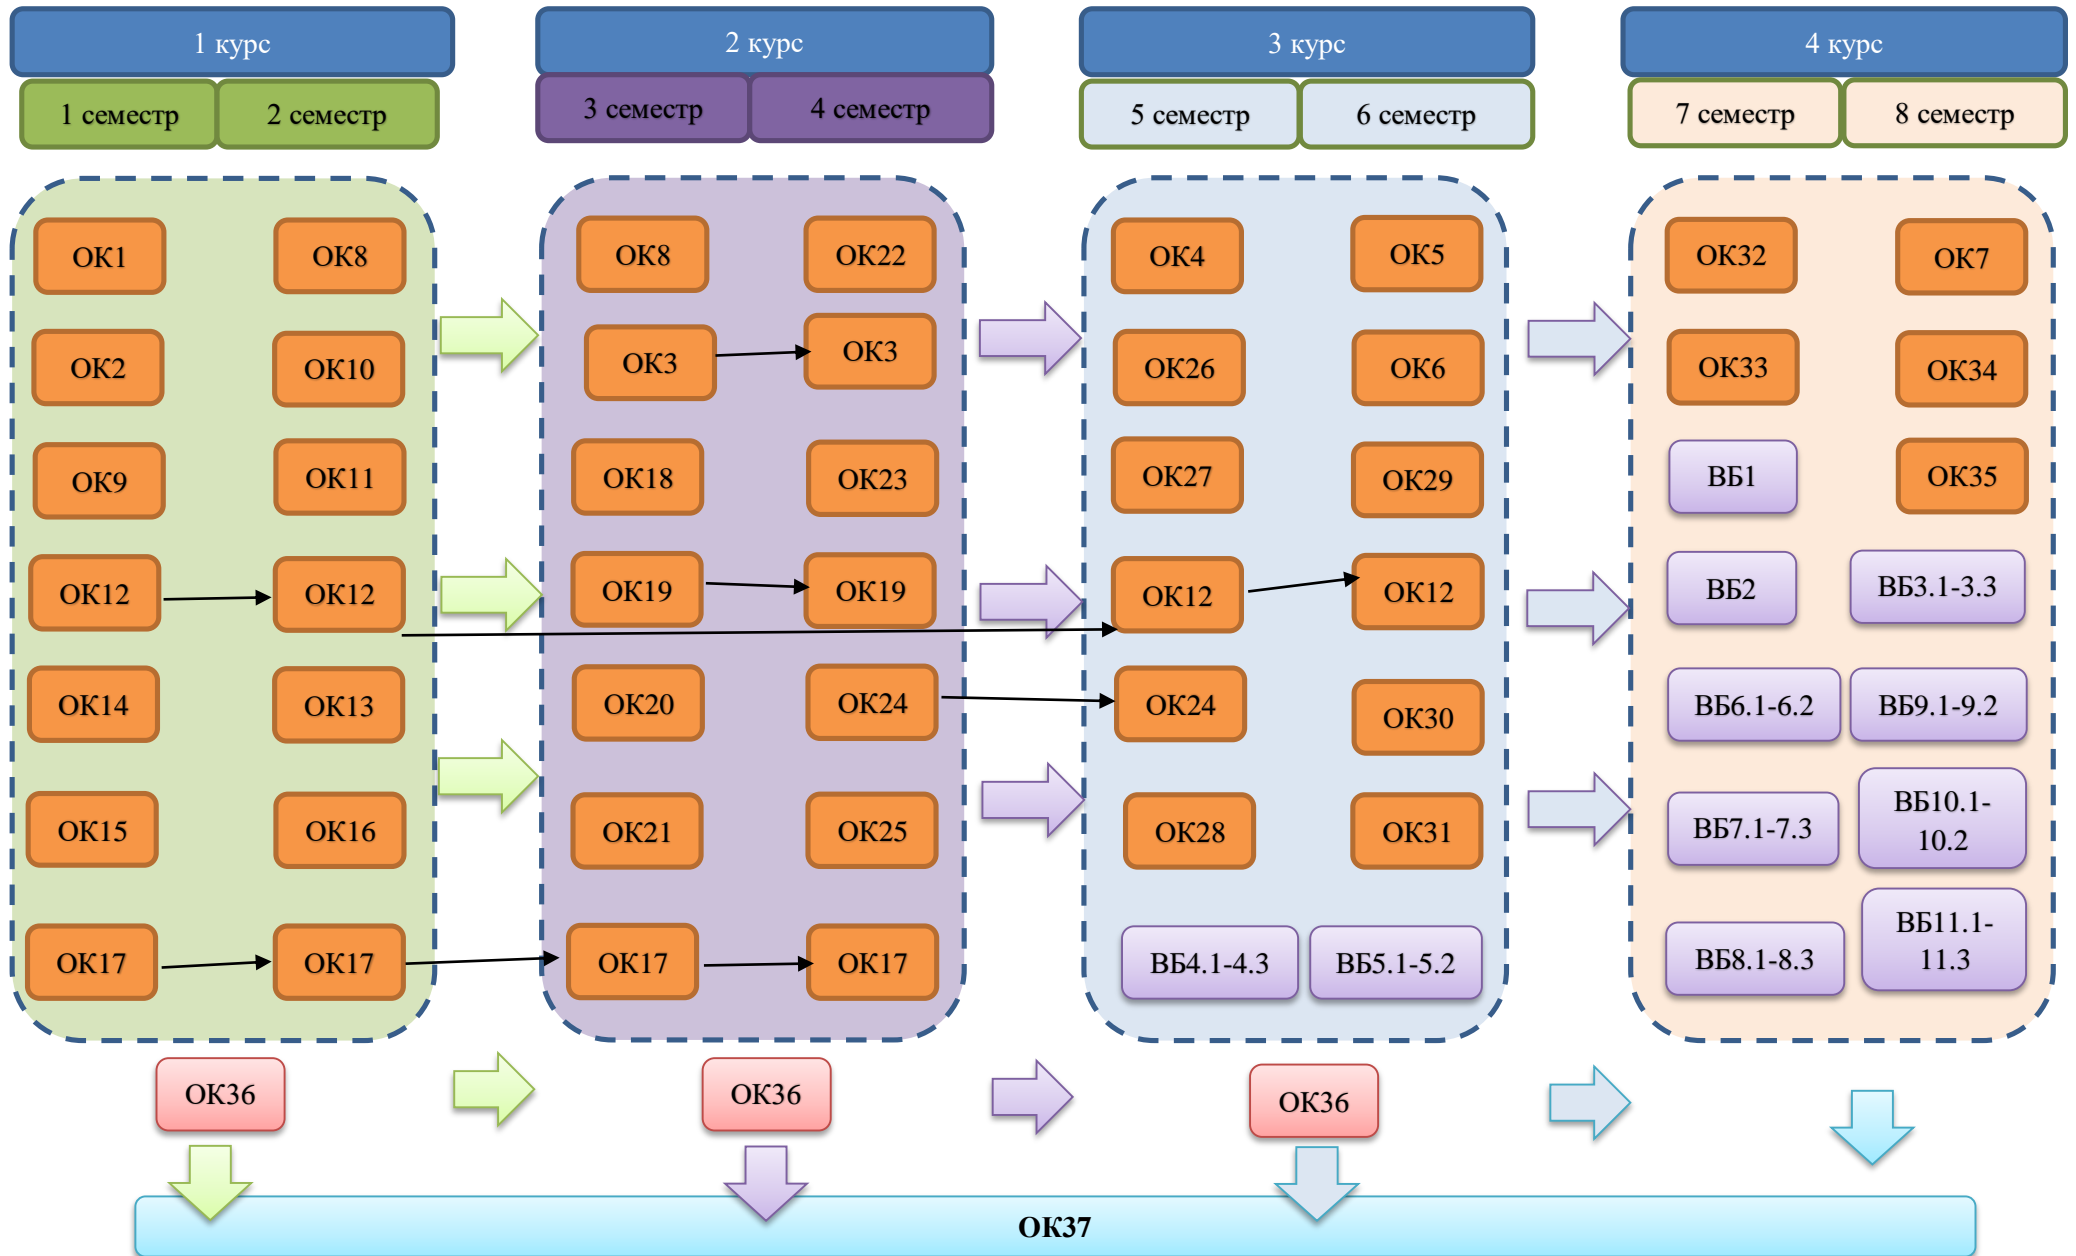 1 курс
2 курс
3 курс
4 курс
1 семестр
2 семестр
3 семестр
4 семестр
5 семестр
6 семестр
7 семестр
8 семестр
ОК1
ОК8
ОК8
ОК22
ОК4
ОК5
ОК32
ОК7
ОК2
ОК10
ОК3
ОК3
ОК26
ОК6
ОК33
ОК34
ОК9
ОК11
ОК18
ОК23
ОК27
ОК29
ВБ1
ОК35
ОК12
ОК12
ОК19
ОК19
ОК12
ОК12
ВБ2
ВБ3.1-3.3
ОК14
ОК13
ОК20
ОК24
ОК24
ОК30
ВБ6.1-6.2
ВБ9.1-9.2
ОК15
ОК16
ОК21
ОК25
ОК28
ОК31
ВБ7.1-7.3
ВБ10.1-
10.2
ОК17
ОК17
ОК17
ОК17
ВБ4.1-4.3
ВБ5.1-5.2
ВБ8.1-8.3
ВБ11.1-
11.3
ОК36
ОК36
ОК36
ОК37